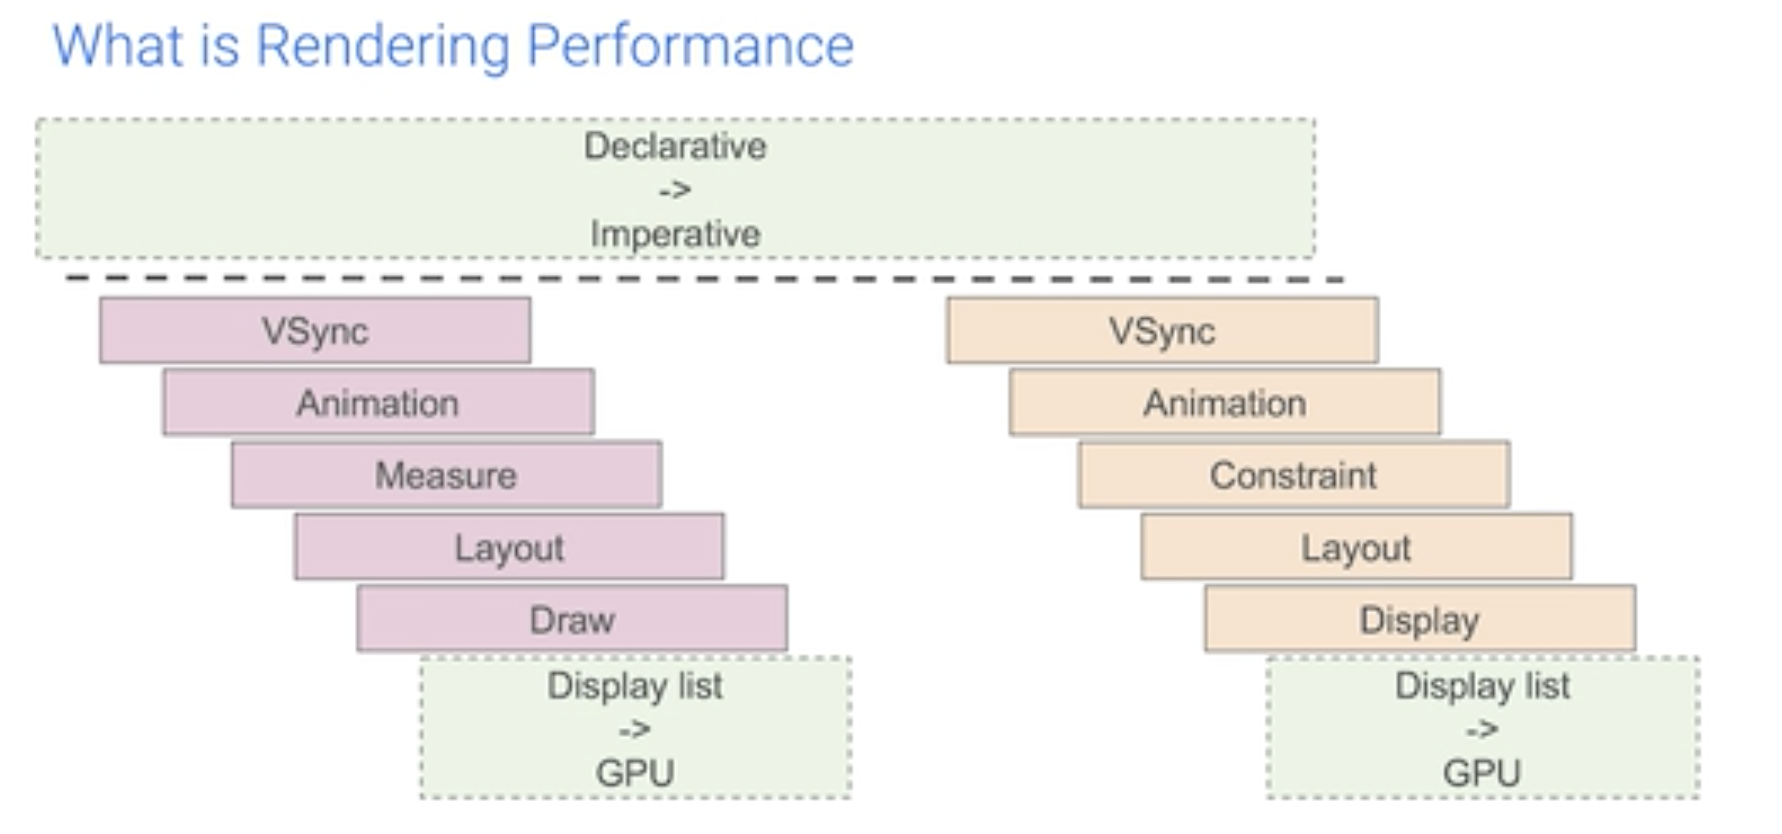 What is Rendering Performance
Declarative
->
Imperative
VSync
Animation
Measure
Layout
Draw
Display list
->
GPU
VSync
Animation
Constraint
Layout
Display
Display list
->
GPU